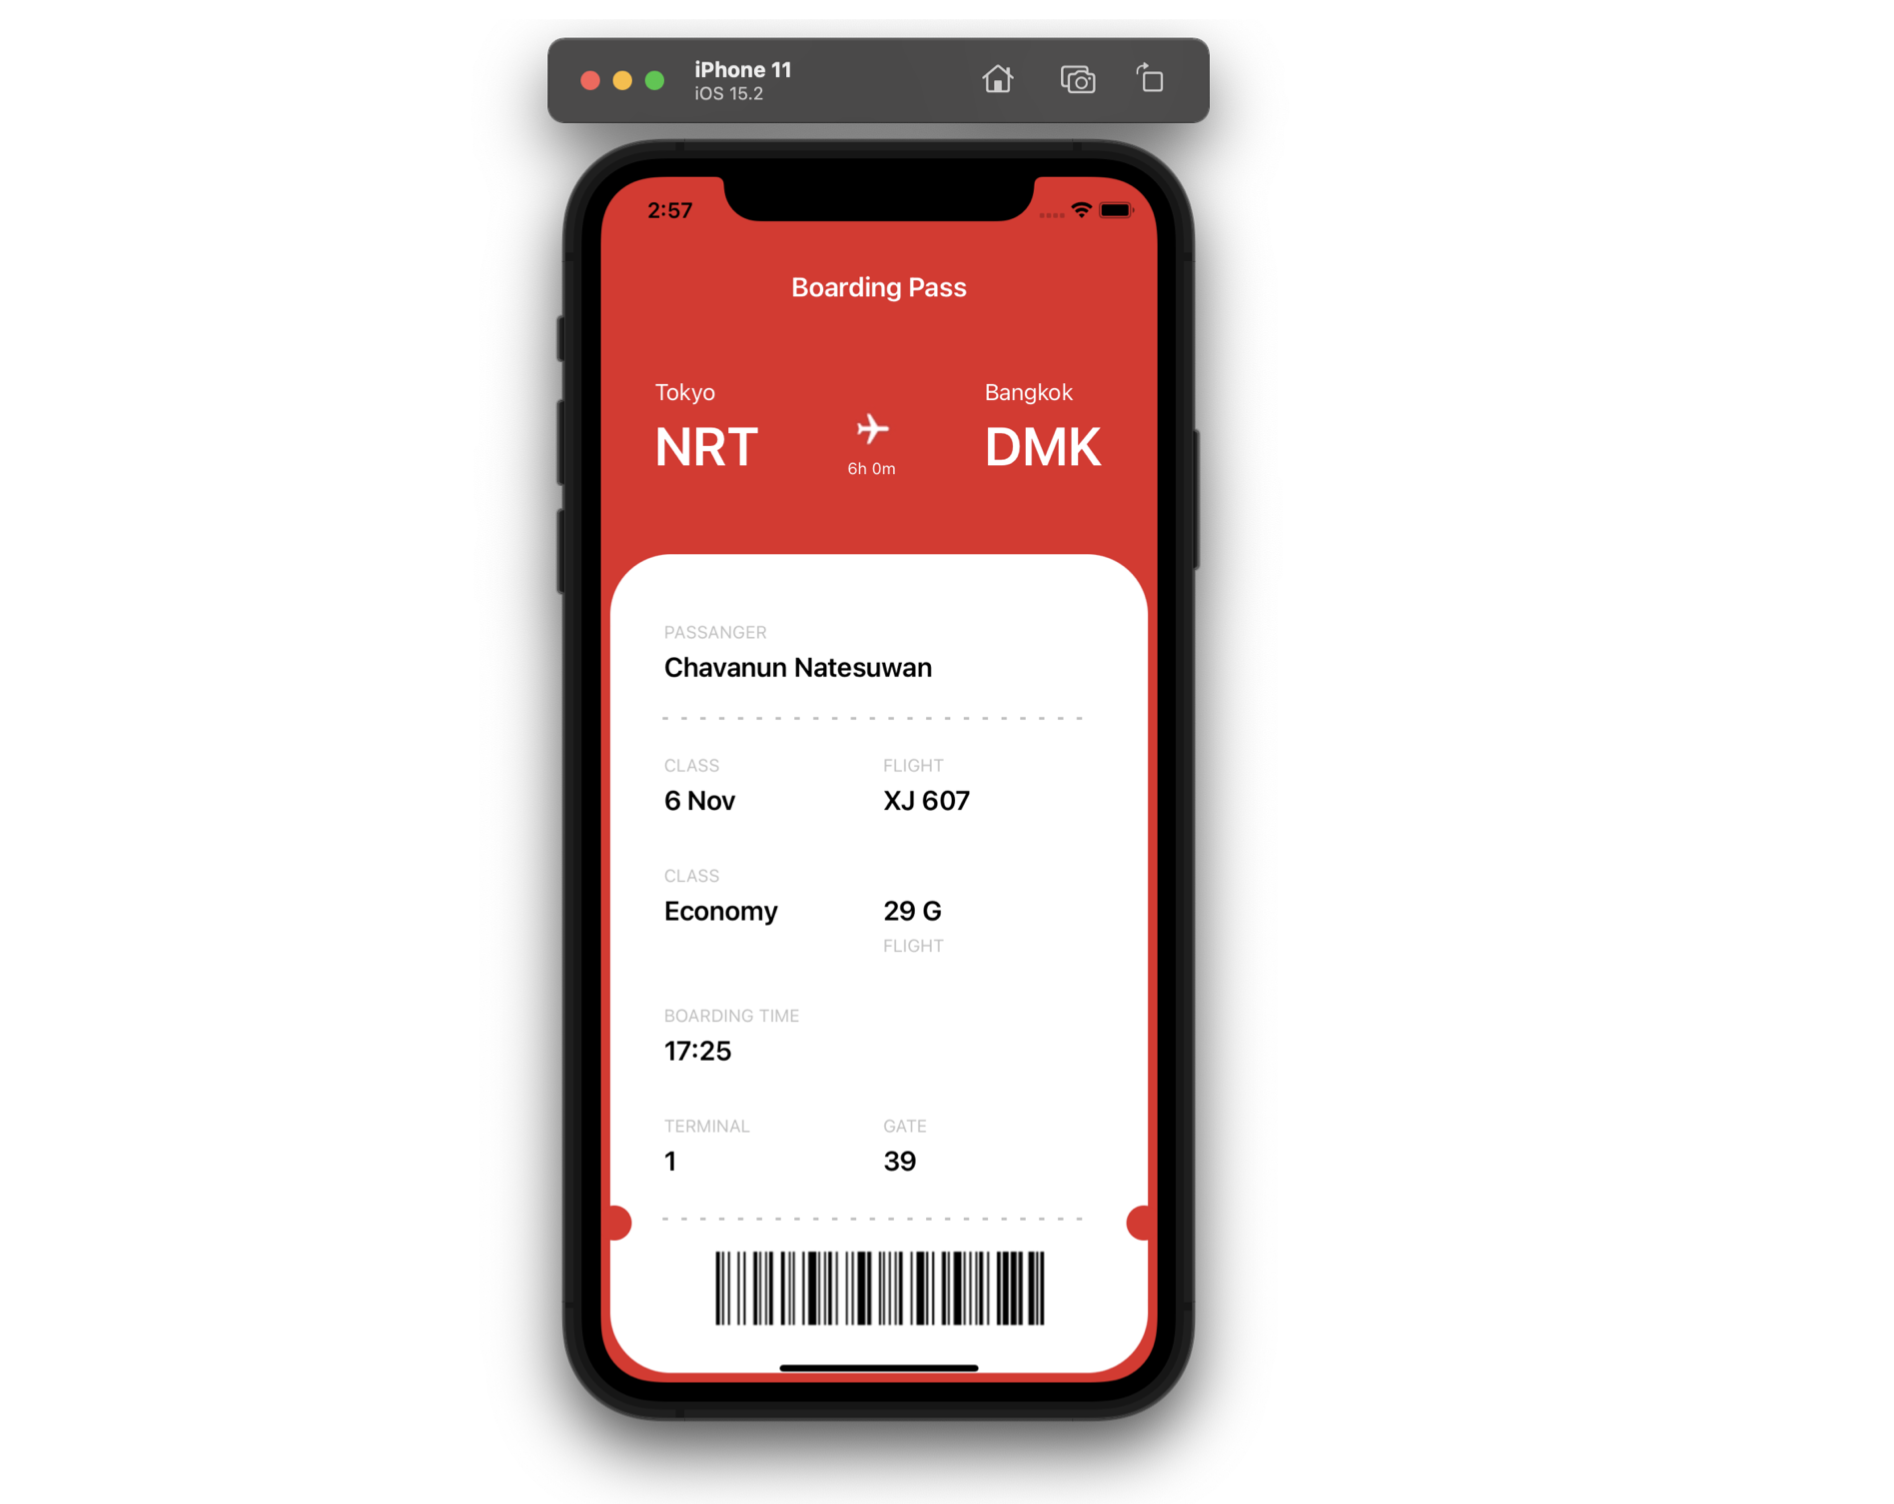 iPhone 11
iOS 15.2
2:57
Boarding Pass
Tokyo
Bangkok
NRT
DMK
6h 0m
PASSANGER
Chavanun Natesuwan
CLASS
FLIGHT
6 Nov
XJ 607
CLASS
Economy
29 G
FLIGHT
BOARDING TIME
17:25
TERMINAL
GATE
1
39